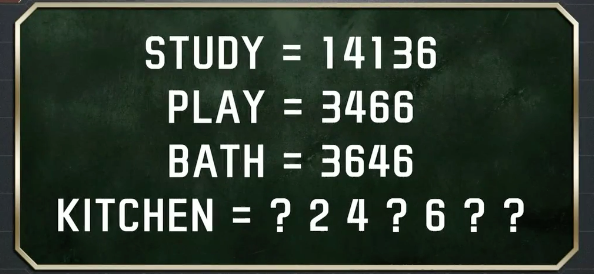 STUDY = 14136
PLAY = 3466
BATH = 3646
KITCHEN = ? 2 4 ? 6 ? ?